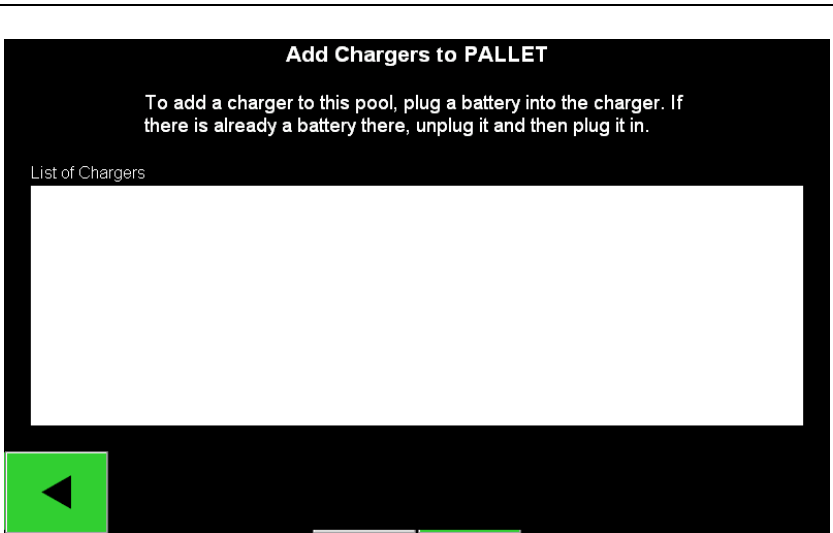 Add Chargers to PALLET
To add a charger to this pool, plug a battery into the charger. If
there is already a battery there, unplug it and then plug it in.
List of Chargers